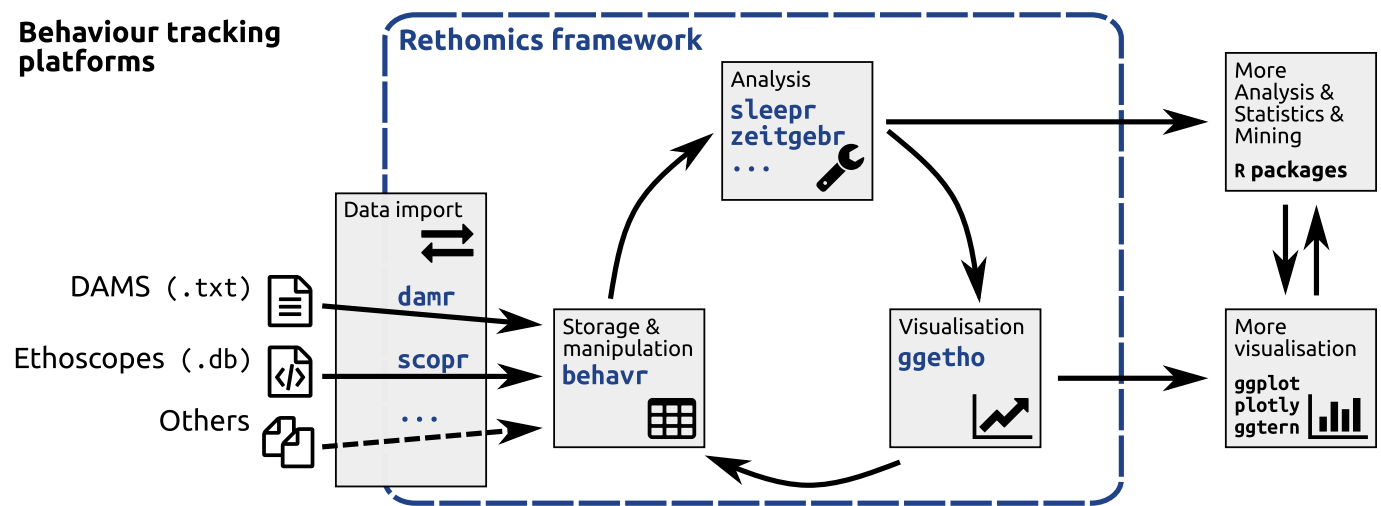 Behaviour tracking
platforms
Rethomics framework
Data import
DAMS (.txt)
damr
Ethoscopes (.db)
scopr
Others
...
Storage &
manipulation
behavr
Analysis
sleepr
zeitgebr
...
Visualisation
ggetho
More
Analysis &
Statistics &
Mining
R packages
More
visualisation
ggplot
plotly
ggtern